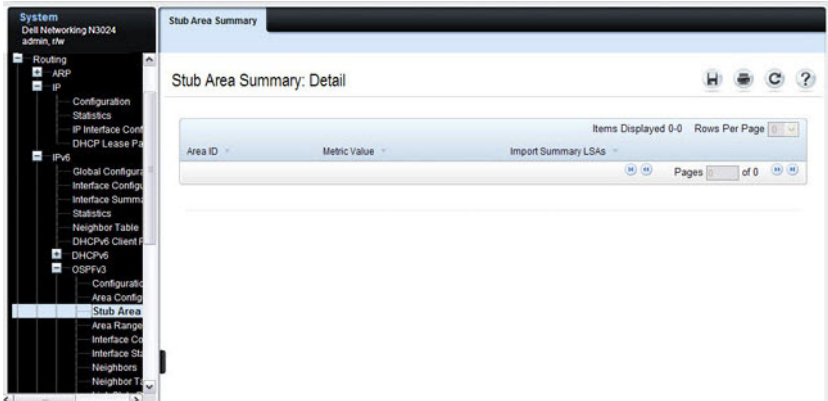 System
Dell Networking N3024
admin, r/w
Routing
ARP
IP
Configuration
Statistics
IP Interface Conf
DHCP Lease Pa
IPv6
Global Configura
Interface Configu
Interface Summa
Statistics
Neighbor Table
DHCPv6 Client P
DHCPv6
OSPFv3
Configuratio
Area Config
Stub Area
Area Range
Interface Co
Interface Sta
Neighbors
Neighbor Ta
Stub Area Summary
Stub Area Summary: Detail
Items Displayed 0-0 Rows Per Page 0
Area ID Metric Value Import Summary LSAs
Pages 0 of 0